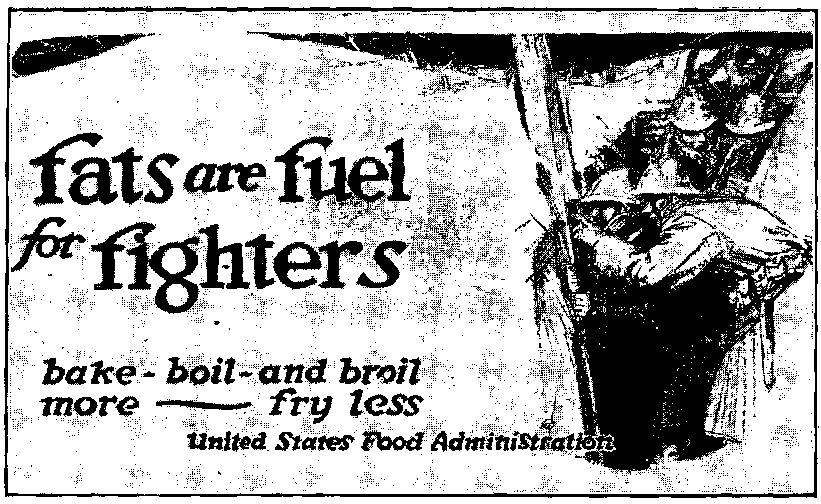 fats are fuel
for fighters
bake - boil - and broil
more — fry less
United States Food Administration